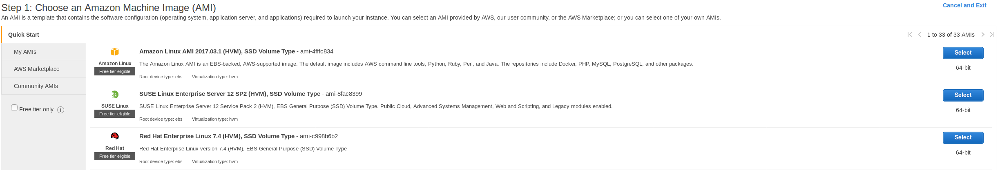 Step 1: Choose an Amazon Machine Image (AMI)
Cancel and Exit
An AMI is a template that contains the software configuration (operating system, application server, and applications) required to launch your instance. You can select an AMI provided by AWS, our user community, or the AWS Marketplace; or you can select one of your own AMIs.
Quick Start
1 to 33 of 33 AMIs
My AMIs
AWS Marketplace
Community AMIs
Free tier only
Amazon Linux
Free tier eligible
Amazon Linux AMI 2017.03.1 (HVM), SSD Volume Type - ami-4fffc834
The Amazon Linux AMI is an EBS-backed, AWS-supported image. The default image includes AWS command line tools, Python, Ruby, Perl, and Java. The repositories include Docker, PHP, MySQL, PostgreSQL, and other packages.
Root device type: ebs Virtualization type: hvm
Select
64-bit
SUSE Linux
Free tier eligible
SUSE Linux Enterprise Server 12 SP2 (HVM), SSD Volume Type - ami-8fac8399
SUSE Linux Enterprise Server 12 Service Pack 2 (HVM), EBS General Purpose (SSD) Volume Type. Public Cloud, Advanced Systems Management, Web and Scripting, and Legacy modules enabled.
Root device type: ebs Virtualization type: hvm
Select
64-bit
Red Hat
Free tier eligible
Red Hat Enterprise Linux 7.4 (HVM), SSD Volume Type - ami-c998b6b2
Red Hat Enterprise Linux version 7.4 (HVM), EBS General Purpose (SSD) Volume Type
Root device type: ebs Virtualization type: hvm
Select
64-bit